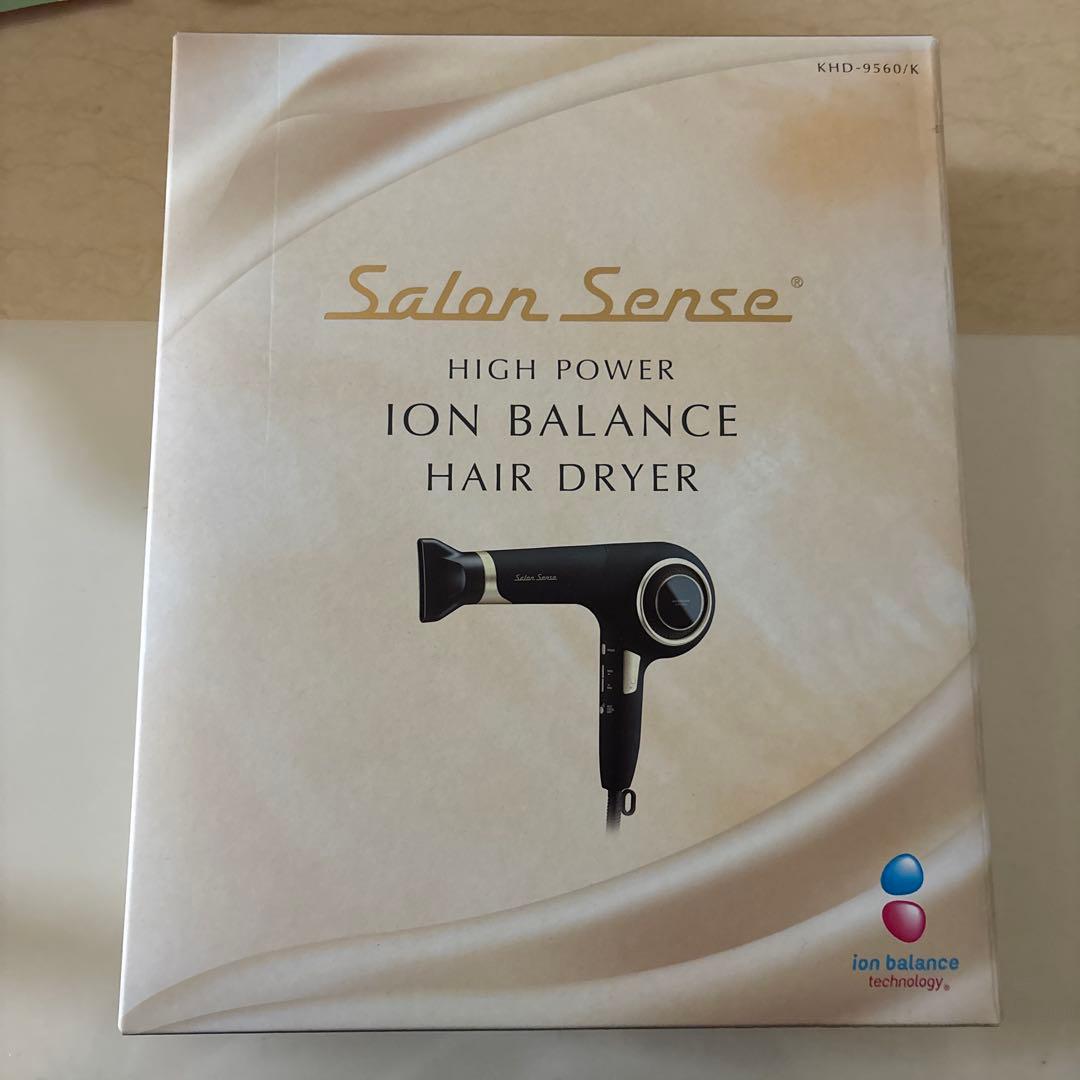 KHD-9560/K
Salon Sense®
HIGH POWER
ION BALANCE
HAIR DRYER
Salon Sense
ion balance
technology®